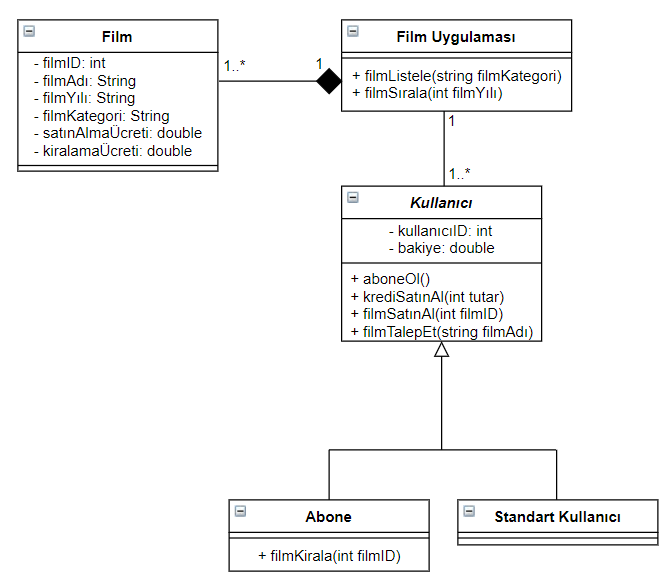 Film
- filmID: int
- filmAdı: String
- filmYılı: String
- filmKategori: String
- satınAlmaÜcreti: double
- kiralamaÜcreti: double
1..*
1
Film Uygulaması
+ filmListele(string filmKategori)
+ filmSırala(int filmYılı)
1
1..*
Kullanıcı
- kullanıcıID: int
- bakiye: double
+ aboneOl()
+ krediSatınAl(int tutar)
+ filmSatınAl(int filmID)
+ filmTalepEt(string filmAdı)
Abone
+ filmKirala(int filmID)
Standart Kullanıcı